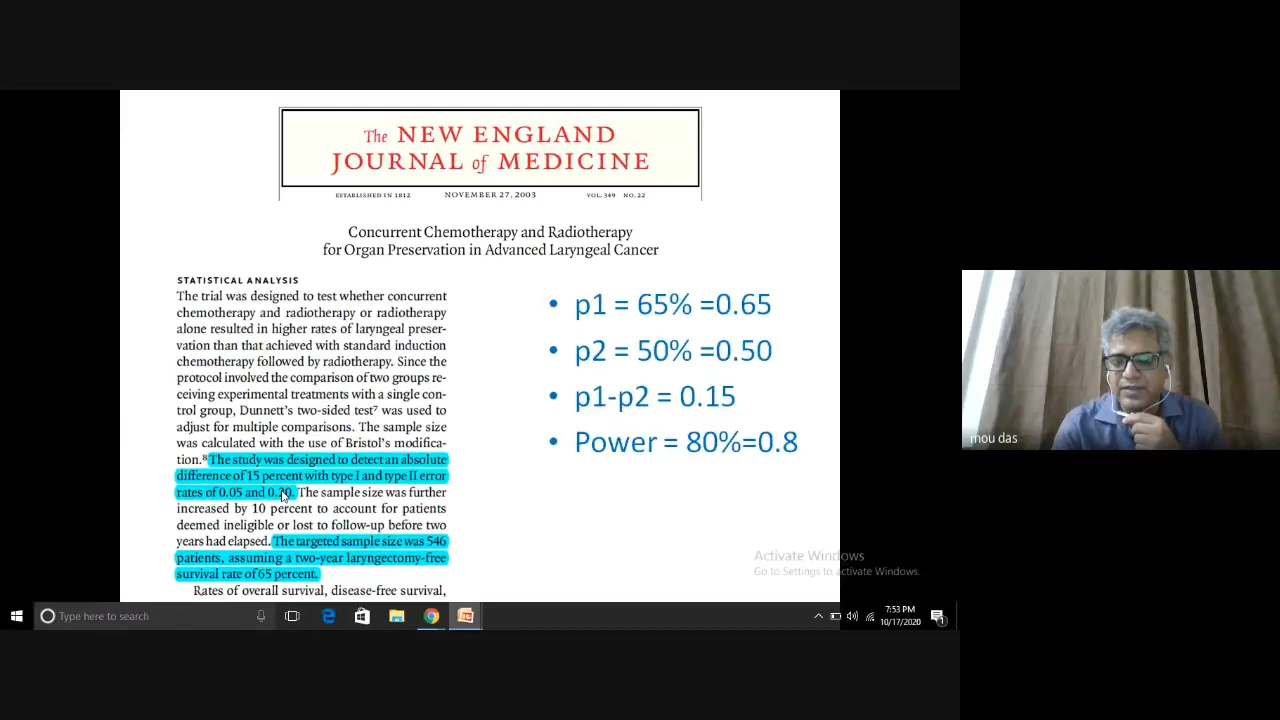 The NEW ENGLAND
JOURNAL of MEDICINE
ESTABLISHED IN 1812 NOVEMBER 27, 2003 VOL. 349 NO. 22
Concurrent Chemotherapy and Radiotherapy
for Organ Preservation in Advanced Laryngeal Cancer
STATISTICAL ANALYSIS
The trial was designed to test whether concurrent
chemotherapy and radiotherapy or radiotherapy
alone resulted in higher rates of laryngeal preser-
vation than that achieved with standard induction
chemotherapy followed by radiotherapy. Since the
protocol involved the comparison of two groups re-
ceiving experimental treatments with a single con-
trol group, Dunnett's two-sided test⁷ was used to
adjust for multiple comparisons. The sample size
was calculated with the use of Bristol's modifica-
tion.⁸ The study was designed to detect an absolute
difference of 15 percent with type I and type II error
rates of 0.05 and 0.20. The sample size was further
increased by 10 percent to account for patients
deemed ineligible or lost to follow-up before two
years had elapsed. The targeted sample size was 546
patients, assuming a two-year laryngectomy-free
survival rate of 65 percent.
Rates of overall survival, disease-free survival,
• p1 = 65% =0.65
• p2 = 50% =0.50
• p1-p2 = 0.15
• Power = 80%=0.8
mou das
Activate Windows
Go to Settings to activate Windows.
Type here to search
7:53 PM
10/17/2020
1